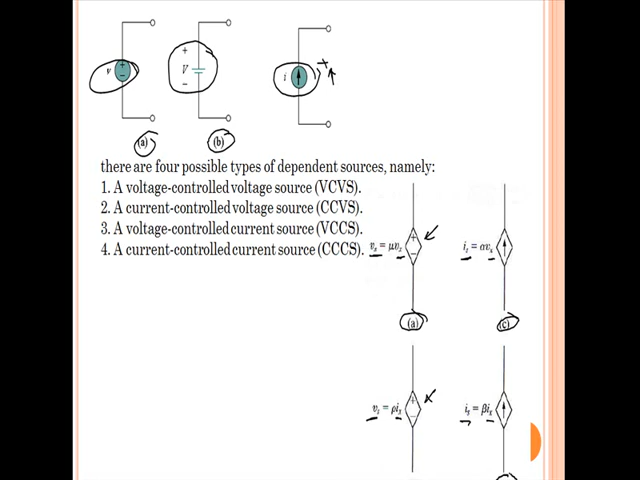 v + −
+ V −
i
(a) (b)
there are four possible types of dependent sources, namely:
1. A voltage-controlled voltage source (VCVS).
2. A current-controlled voltage source (CCVS).
3. A voltage-controlled current source (VCCS).
4. A current-controlled current source (CCCS).
vₛ = μvₓ + −
iₛ = αvₓ
(a) (c)
vₛ = ρiₓ + −
iₛ = βiₓ